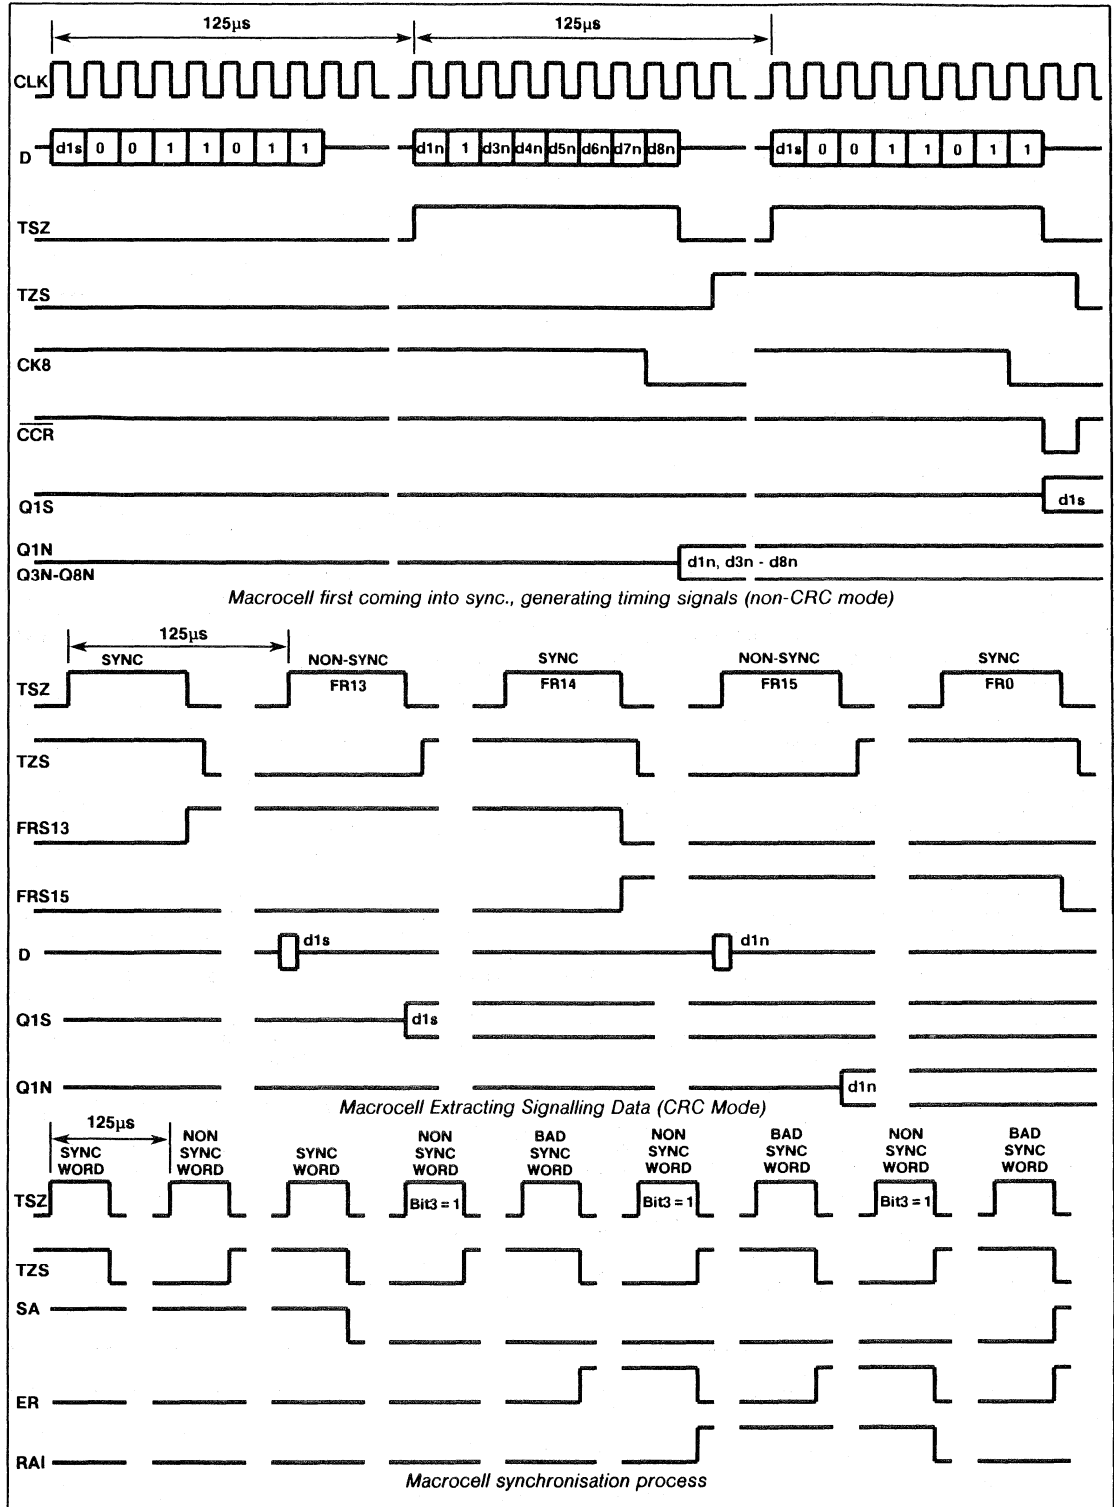 125µs 125µs
CLK
D d1s 0 0 1 1 0 1 1 d1n 1 d3n d4n d5n d6n d7n d8n d1s 0 0 1 1 0 1 1
TSZ
TZS
CK8
CCR
Q1S d1s
Q1N
Q3N-Q8N d1n, d3n - d8n
Macrocell first coming into sync., generating timing signals (non-CRC mode)
125µs
SYNC NON-SYNC SYNC NON-SYNC SYNC
TSZ FR13 FR14 FR15 FR0
TZS
FRS13
FRS15
D d1s d1n
Q1S d1s
Q1N d1n
Macrocell Extracting Signalling Data (CRC Mode)
125µs
SYNC WORD
NON SYNC WORD
SYNC WORD
NON SYNC WORD
BAD SYNC WORD
NON SYNC WORD
BAD SYNC WORD
NON SYNC WORD
BAD SYNC WORD
TSZ Bit3 = 1 Bit3 = 1 Bit3 = 1
TZS
SA
ER
RAI
Macrocell synchronisation process